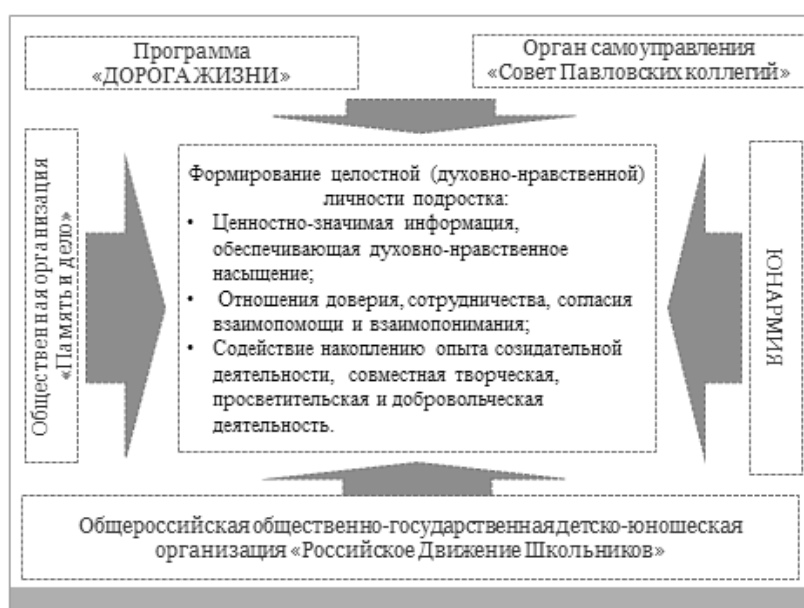 Программа
«ДОРОГА ЖИЗНИ»
Орган самоуправления
«Совет Павловских коллегий»
Общественная организация
«Память и дело»
Формирование целостной (духовно-нравственной)
личности подростка:
• Ценностно-значимая информация,
обеспечивающая духовно-нравственное
насыщение;
• Отношения доверия, сотрудничества, согласия
взаимопомощи и взаимопонимания;
• Содействие накоплению опыта созидательной
деятельности, совместная творческая,
просветительская и добровольческая
деятельность.
ЮНАРМИЯ
Общероссийская общественно-государственная детско-юношеская
организация «Российское Движение Школьников»